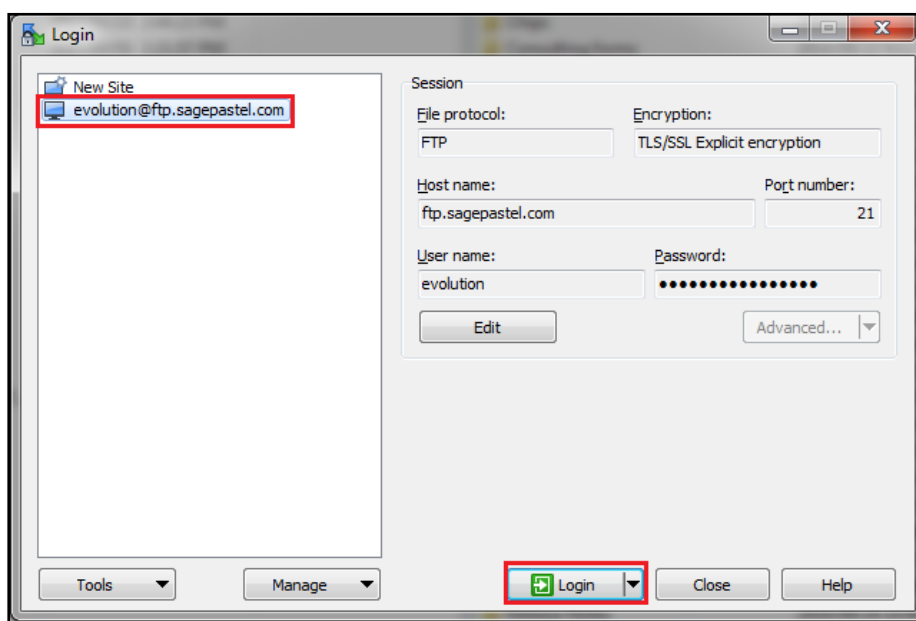 Login
New Site
evolution@ftp.sagepastel.com
Session
File protocol:
Encryption:
FTP
TLS/SSL Explicit encryption
Host name:
Port number:
ftp.sagepastel.com
21
User name:
Password:
evolution
••••••••••••••••
Edit
Advanced...
Tools
Manage
Login
Close
Help